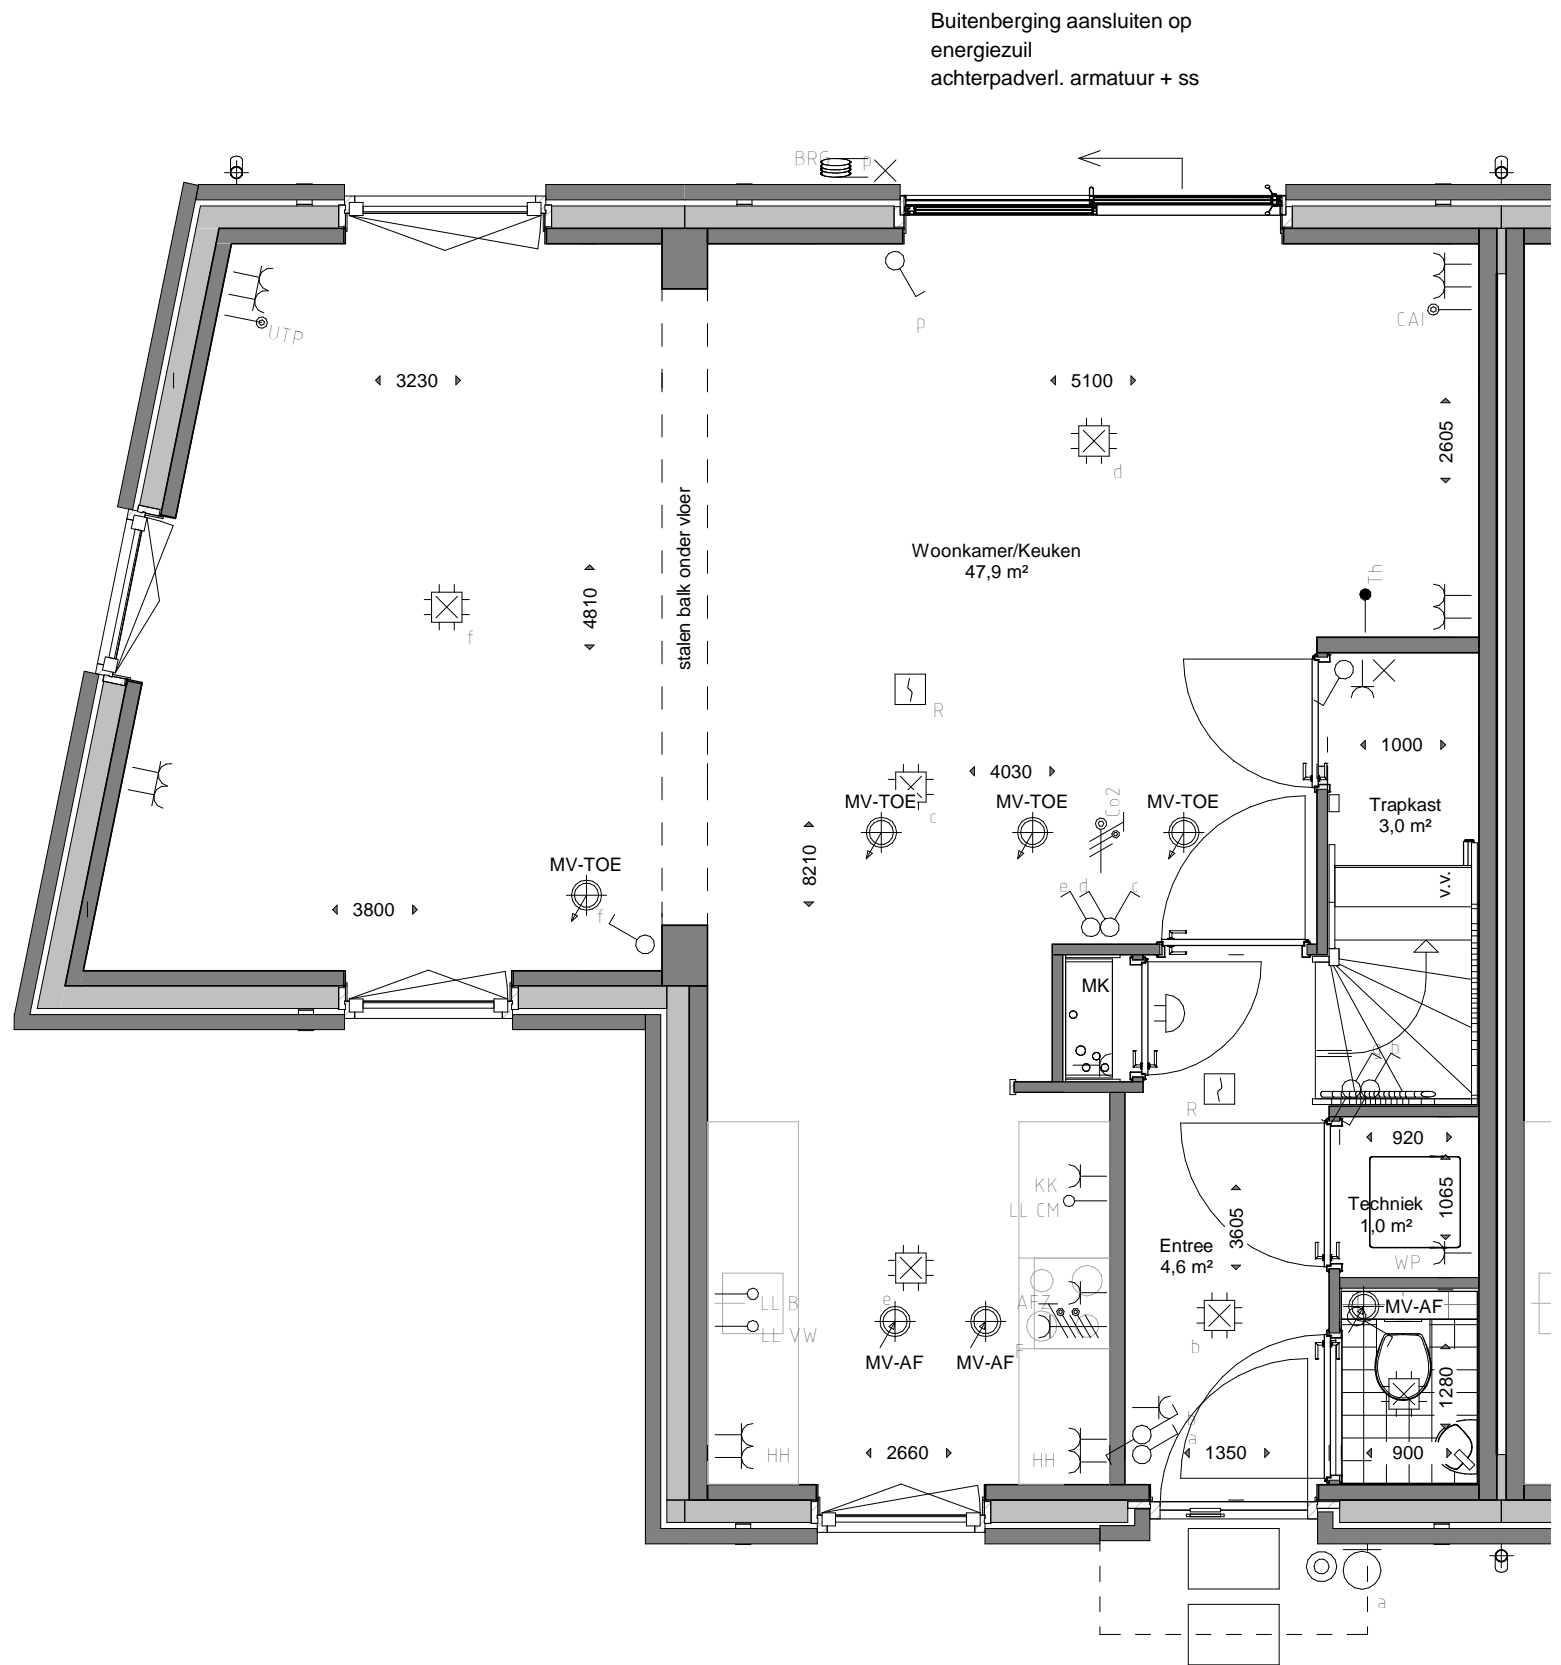 Buitenberging aansluiten op
energiezuil
achterpadverl. armatuur + ss
BRG
p
UTP
p
CAI
3230
5100
2605
d
stalen balk onder vloer
Woonkamer/Keuken
47,9 m²
4810
f
Th
R
1000
4030
c
MV-TOE
MV-TOE
Co2
MV-TOE
Trapkast
3,0 m²
8210
MV-TOE
e
d
c
v.v.
3800
f
MK
R
920
KK
LL CM
3605
Techniek
1,0 m²
1065
Entree
4,6 m²
WP
LL B
LL VW
e
AFZ
F
MV-AF
MV-AF
MV-AF
b
1280
HH
2660
HH
a
1350
900
a